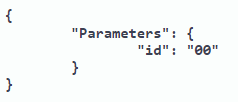 {
"Parameters": {
"id": "00"
}
}